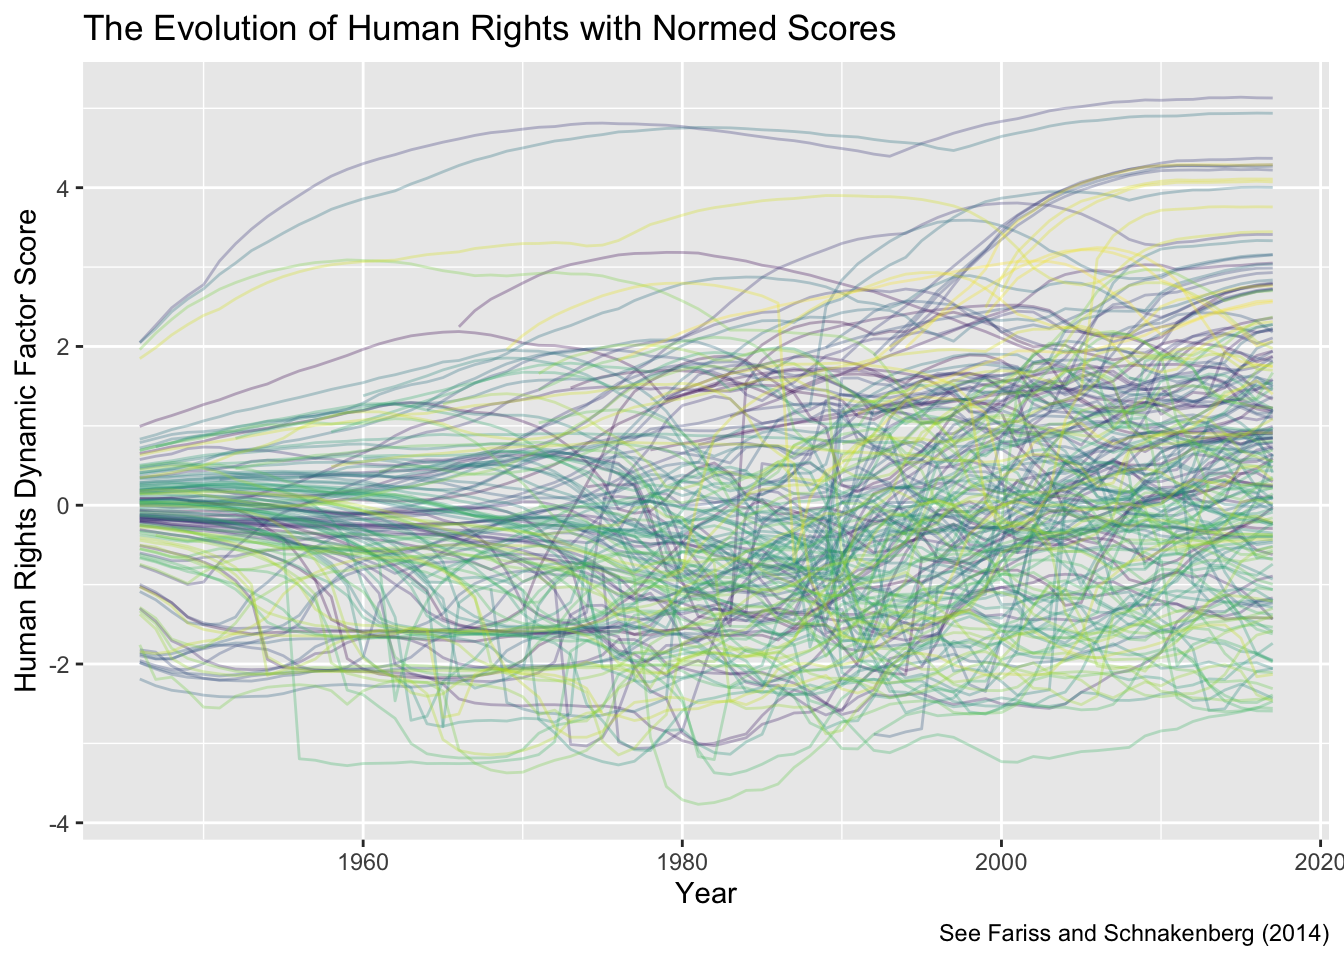 The Evolution of Human Rights with Normed Scores
Human Rights Dynamic Factor Score
4
2
0
-2
-4
1960
1980
2000
2020
Year
See Fariss and Schnakenberg (2014)